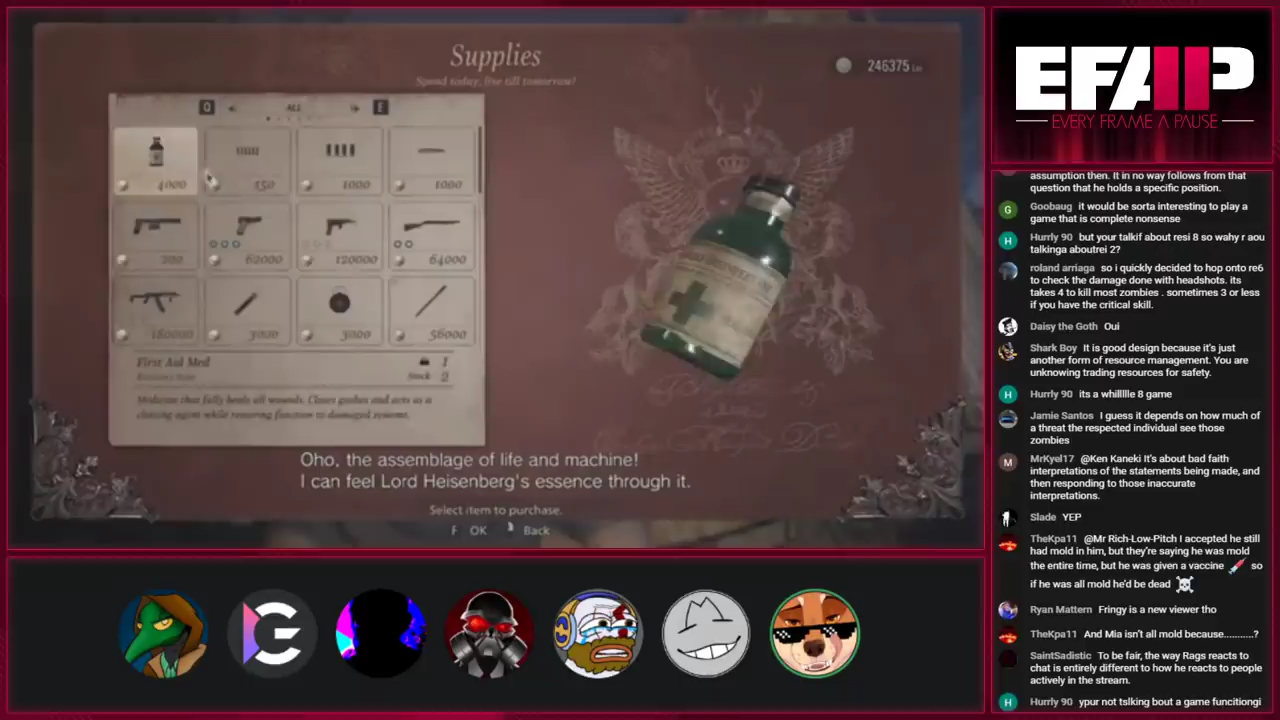 Supplies
Spend today, live till tomorrow!
246375 Lei
Q ALL E
4000 150 1000 1000
200 62000 120000 64000
180000 3020 3000 56000
First Aid Med
1
Recovery Item
Stock 2
Medicine that fully heals all wounds. Closes gashes and acts as a
while restoring function to damaged systems.
Oho, the assemblage of life and machine!
I can feel Lord Heisenberg's essence through it.
Select item to purchase.
F OK Back
EFAP
EVERY FRAME A PAUSE
assumption then. It in no way follows from that
question that he holds a specific position.
G Goobaug it would be sorta interesting to play a
game that is complete nonsense
H Hurrly 90 but your talkif about resi 8 so wahy r aou
talkinga aboutrei 2?
roland arriaga so i quickly decided to hop onto re6
to check the damage done with headshots. its
takes 4 to kill most zombies . sometimes 3 or less
if you have the critical skill.
Daisy the Goth Oui
Shark Boy It is good design because it's just
another form of resource management. You are
unknowing trading resources for safety.
H Hurrly 90 its a whillllle 8 game
Jamie Santos I guess it depends on how much of
a threat the respected individual see those
zombies
M MrKyel17 @Ken Kaneki It's about bad faith
interpretations of the statements being made, and
then responding to those inaccurate
interpretations.
Slade YEP
TheKpa11 @Mr Rich-Low-Pitch I accepted he still
had mold in him, but they're saying he was mold
the entire time, but he was given a vaccine 💉 so
if he was all mold he'd be dead ☠️
Ryan Mattern Fringy is a new viewer tho
TheKpa11 And Mia isn't all mold because..........?
SaintSadistic To be fair, the way Rags reacts to
chat is entirely different to how he reacts to people
actively in the stream.
H Hurrly 90 ypur not tslking bout a game funcitiongi